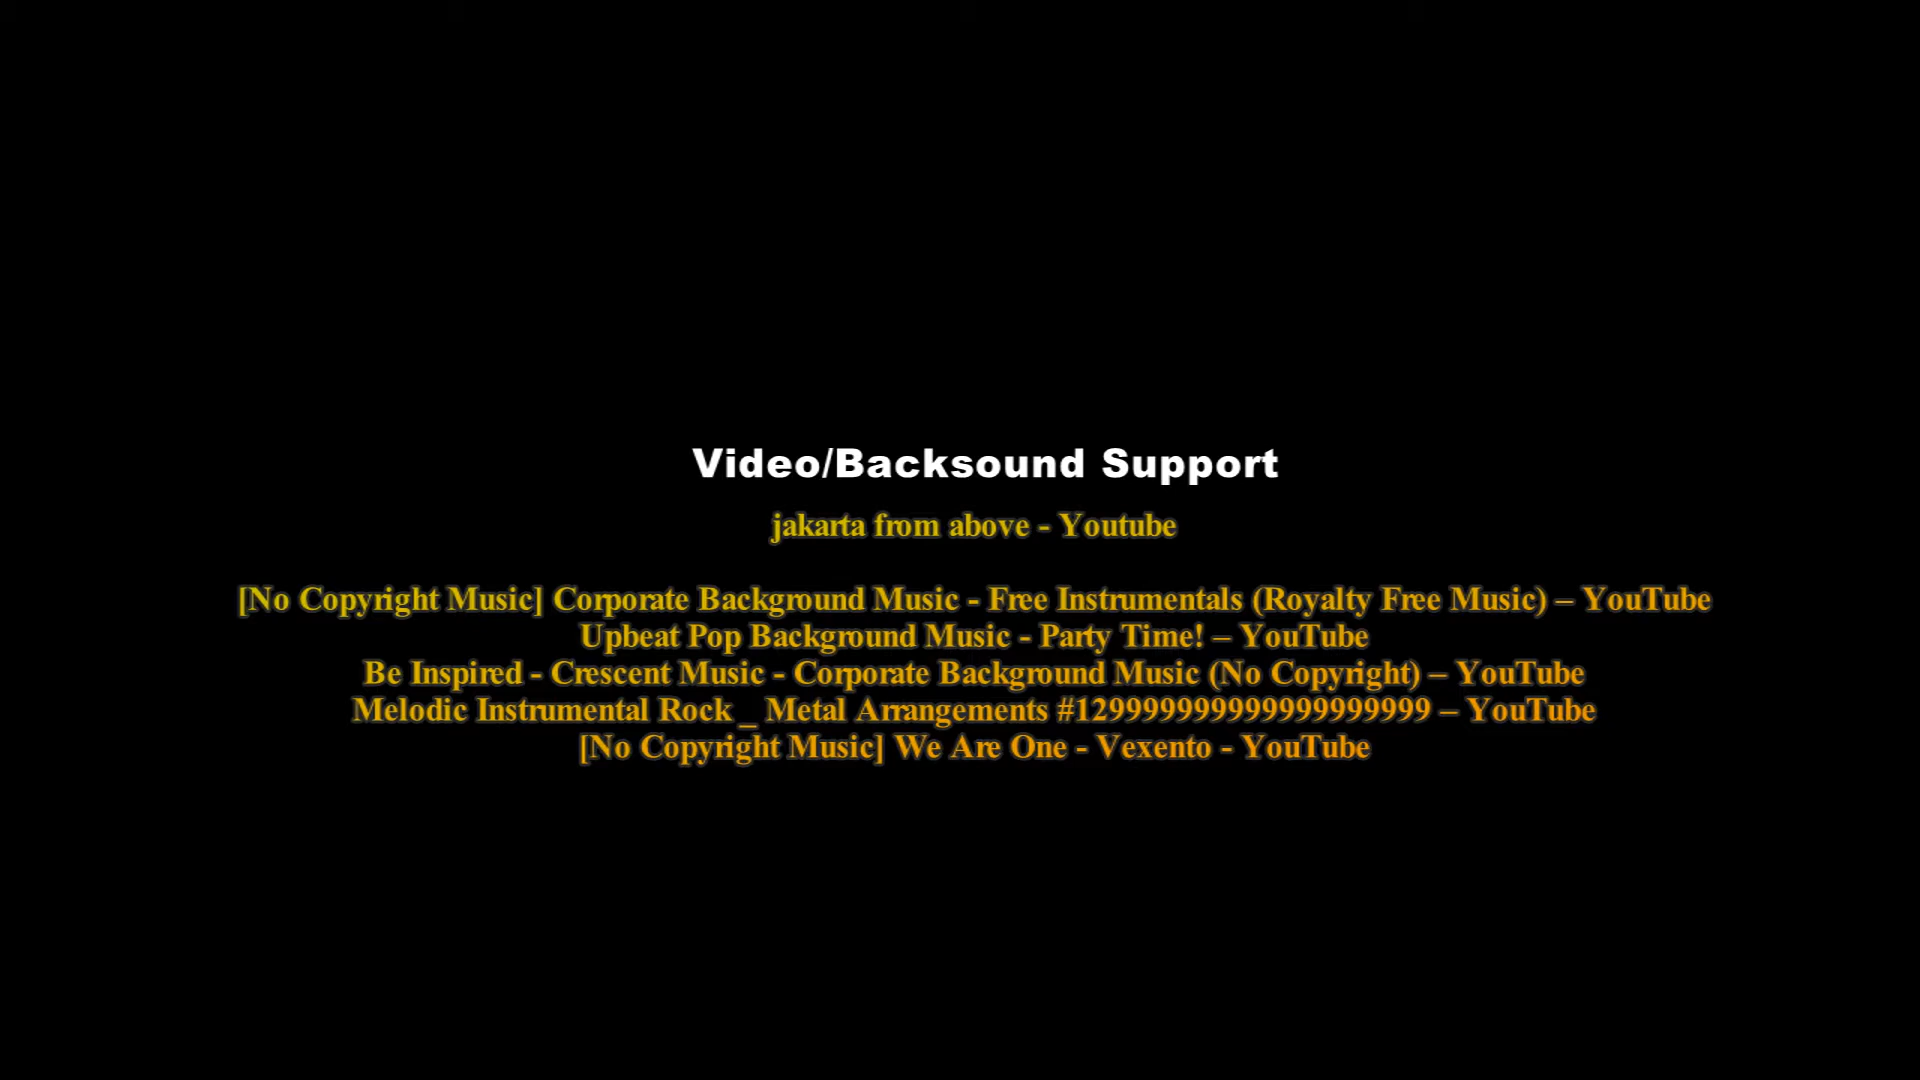 Video/Backsound Support
jakarta from above - Youtube
[No Copyright Music] Corporate Background Music - Free Instrumentals (Royalty Free Music) – YouTube
Upbeat Pop Background Music - Party Time! – YouTube
Be Inspired - Crescent Music - Corporate Background Music (No Copyright) – YouTube
Melodic Instrumental Rock _ Metal Arrangements #129999999999999999999 – YouTube
[No Copyright Music] We Are One - Vexento - YouTube